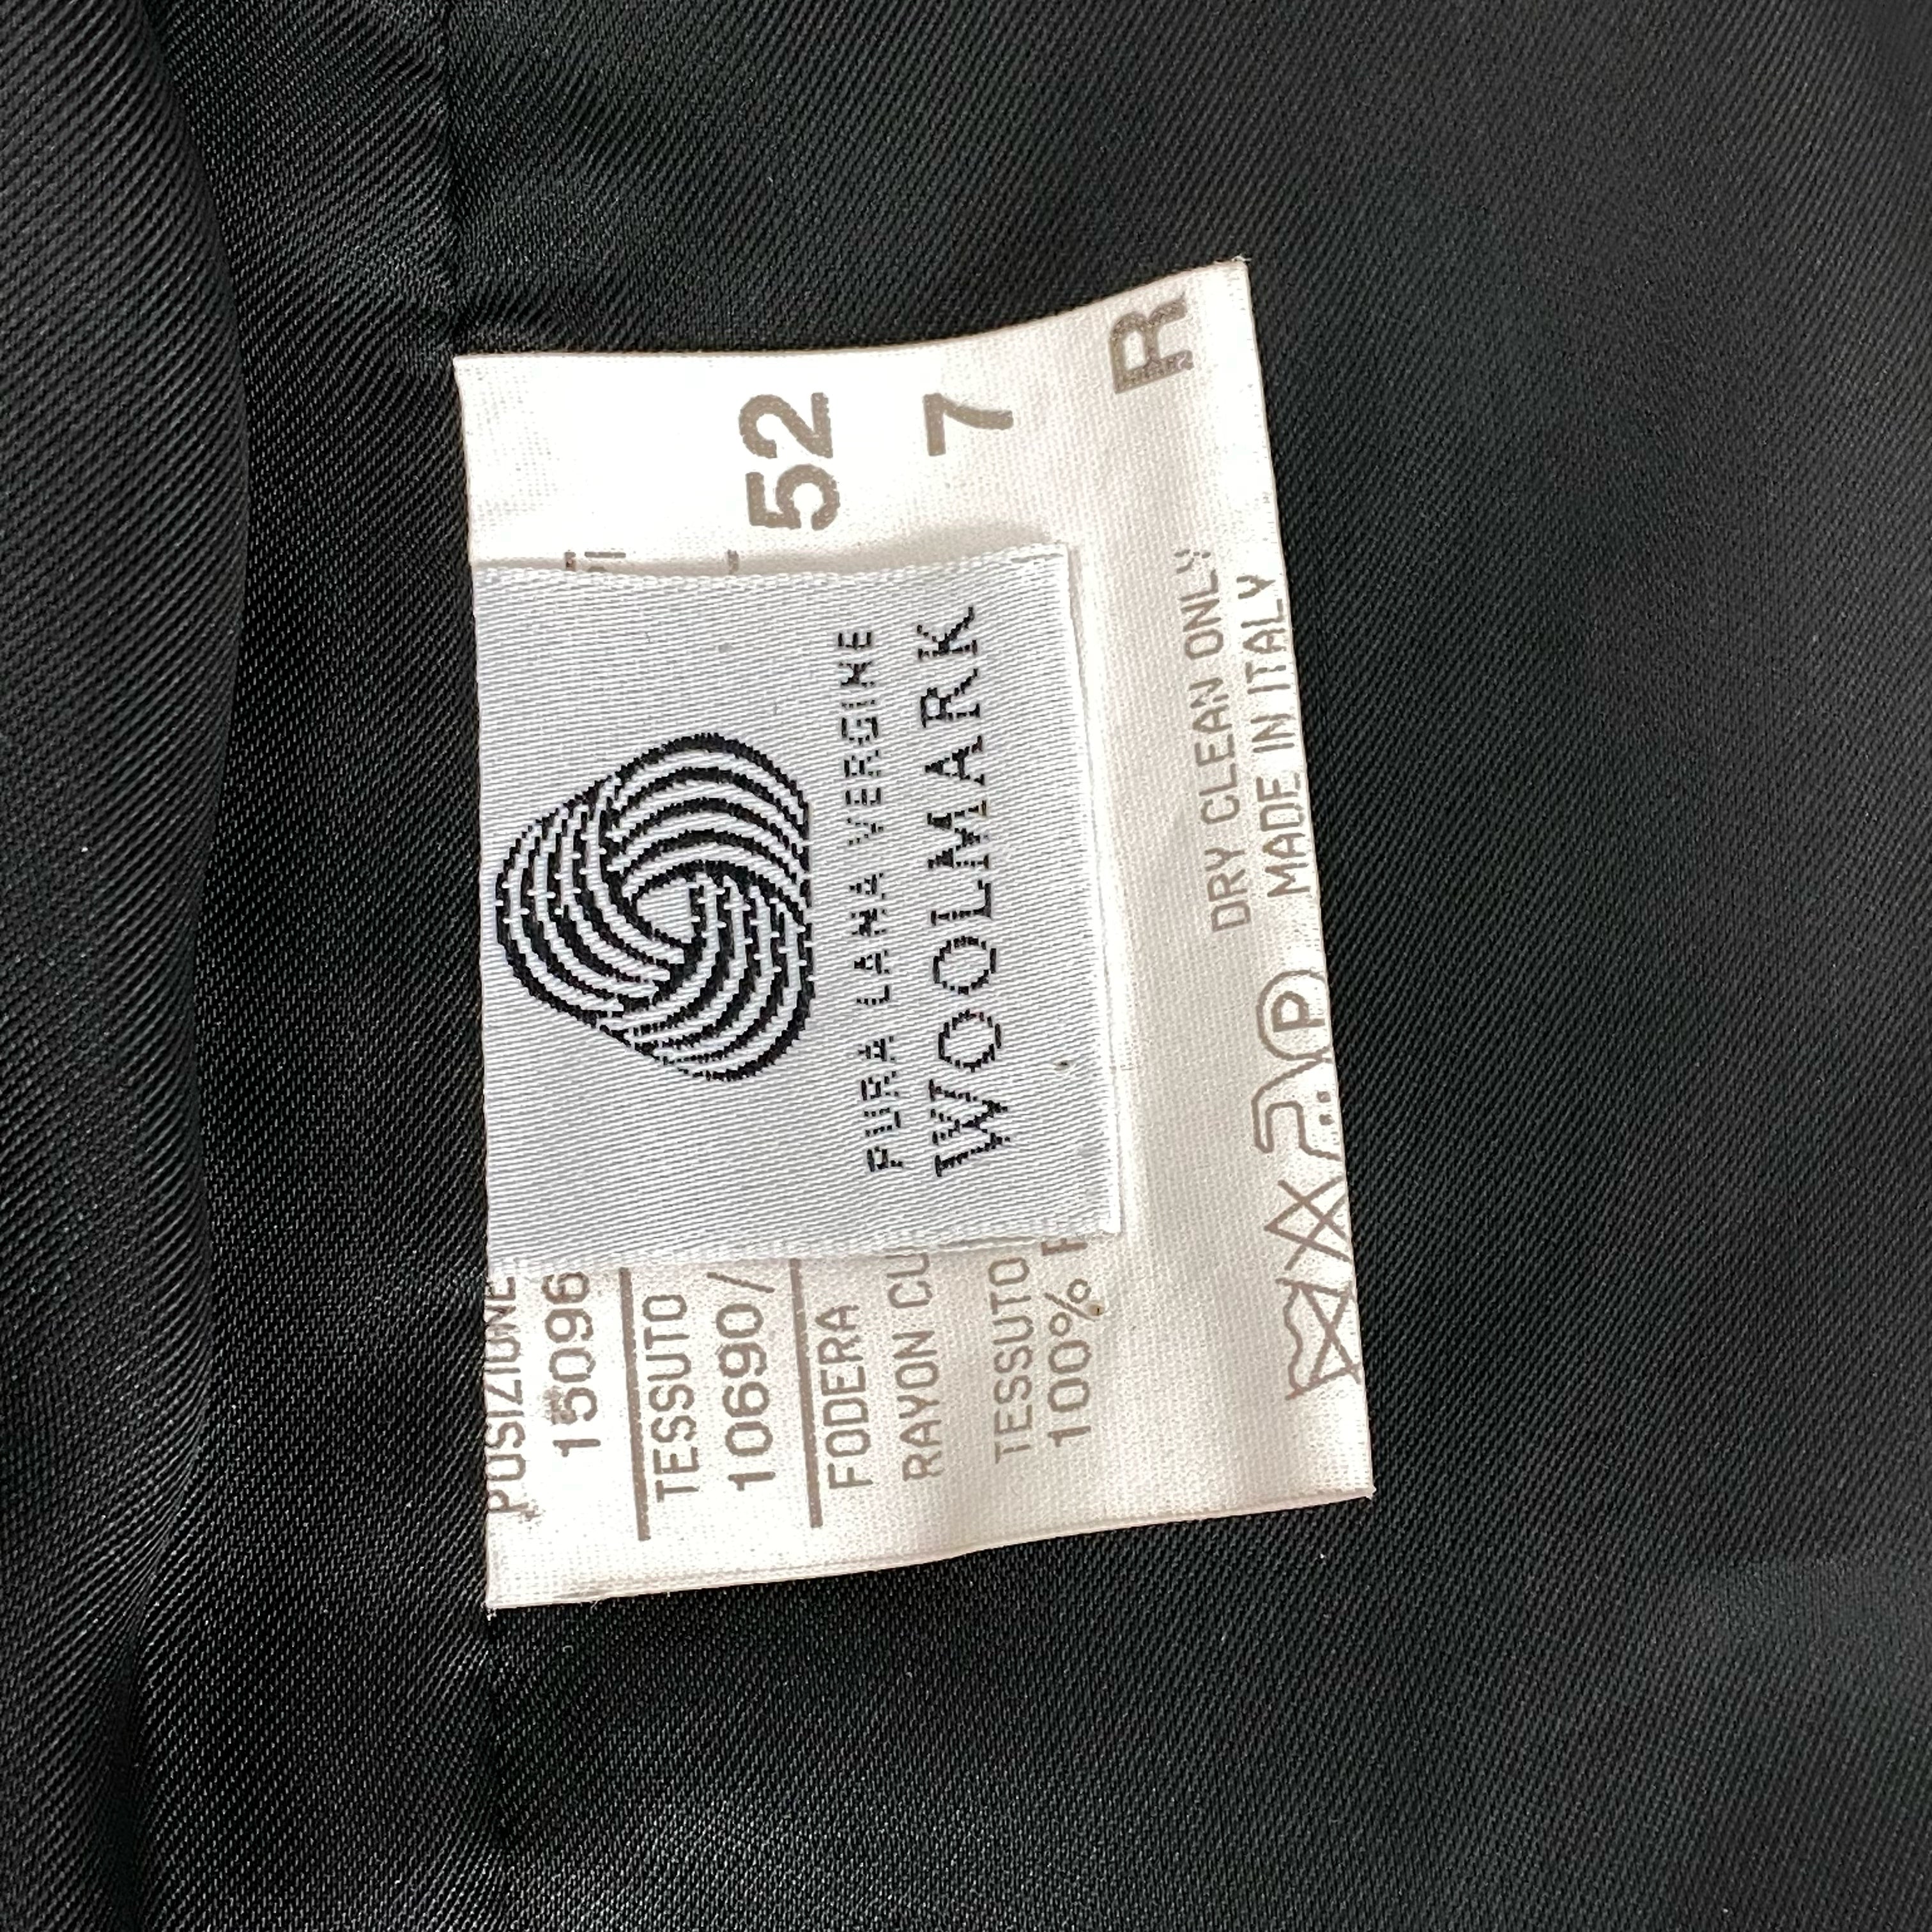 POSIZIONE
15096
TESSUTO
10690/
52
FODERA
RAYON CU
7
TESSUTO
100%
R
PURA LANA VERGINE
WOOLMARK
DRY CLEAN ONLY
MADE IN ITALY
P